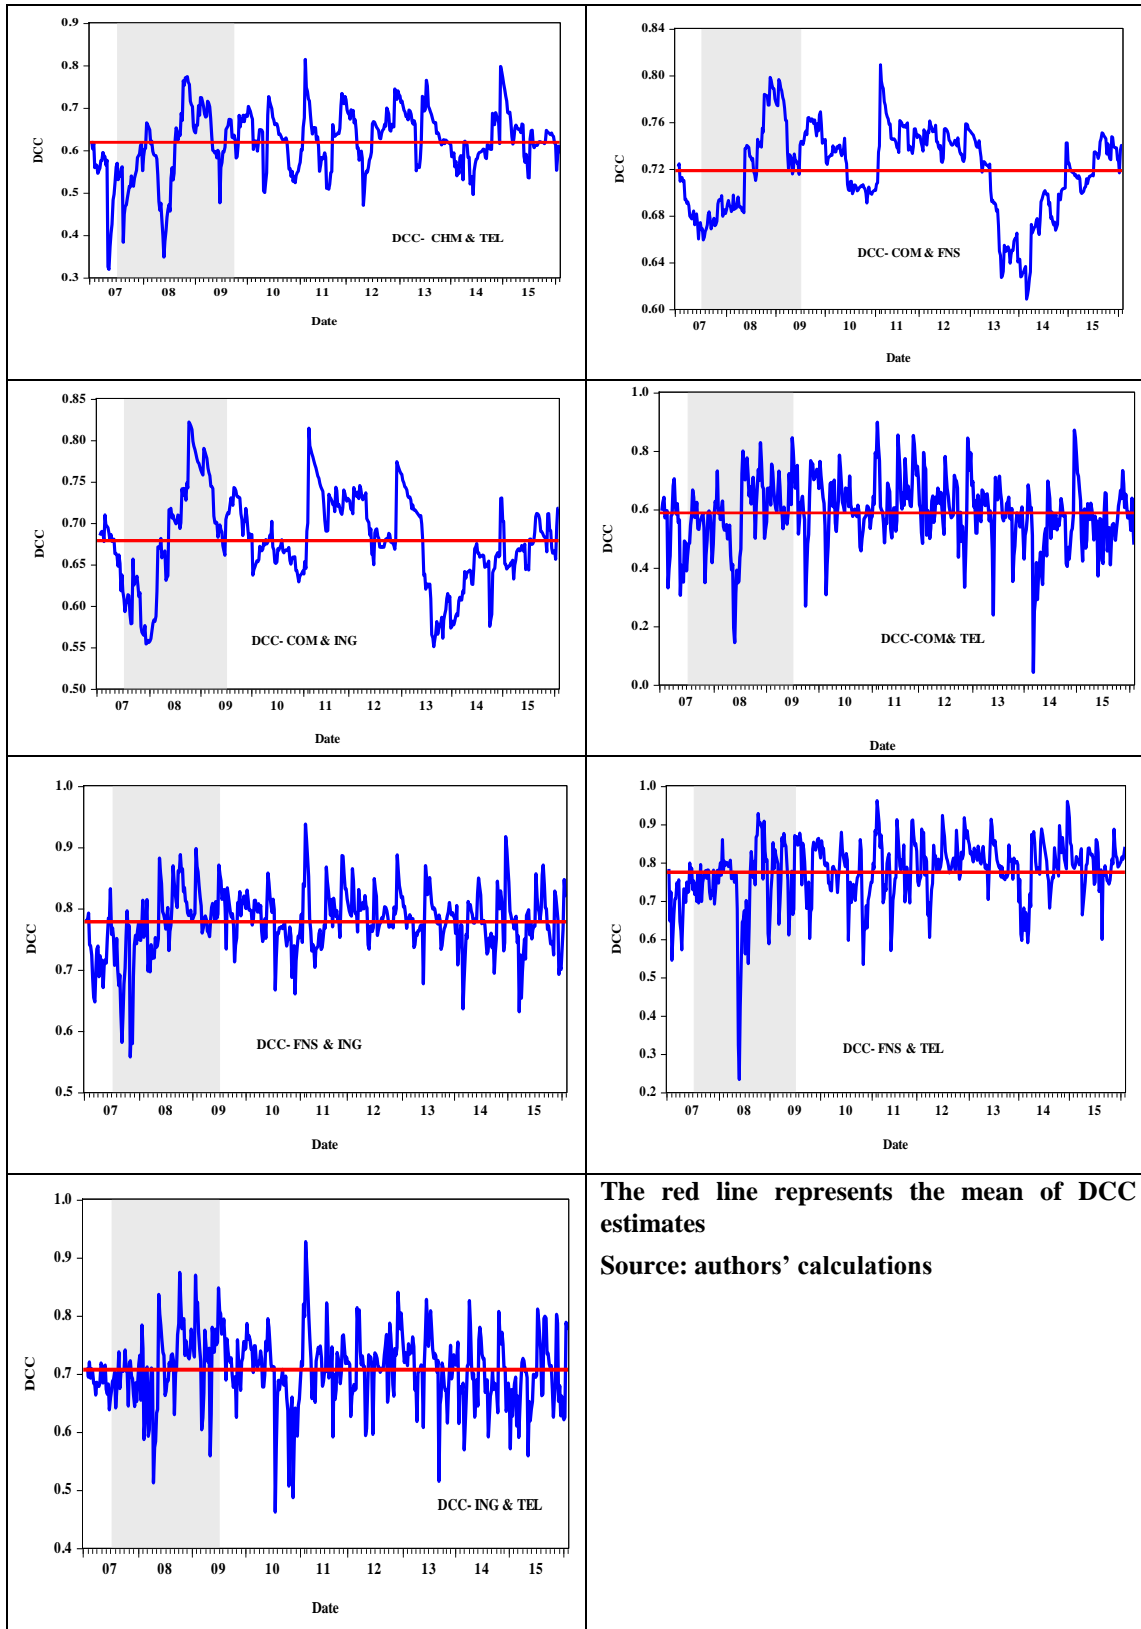 0.9
0.8
0.7
0.6
0.5
0.4
0.3
DCC
DCC- CHM & TEL
07 08 09 10 11 12 13 14 15
Date
0.84
0.80
0.76
0.72
0.68
0.64
0.60
DCC
DCC- COM & FNS
07 08 09 10 11 12 13 14 15
Date
0.85
0.80
0.75
0.70
0.65
0.60
0.55
0.50
DCC
DCC- COM & ING
07 08 09 10 11 12 13 14 15
Date
1.0
0.8
0.6
0.4
0.2
0.0
DCC
DCC-COM& TEL
07 08 09 10 11 12 13 14 15
Date
1.0
0.9
0.8
0.7
0.6
0.5
DCC
DCC- FNS & ING
07 08 09 10 11 12 13 14 15
Date
1.0
0.9
0.8
0.7
0.6
0.5
0.4
0.3
0.2
DCC
DCC- FNS & TEL
07 08 09 10 11 12 13 14 15
Date
1.0
0.9
0.8
0.7
0.6
0.5
0.4
DCC
DCC- ING & TEL
07 08 09 10 11 12 13 14 15
Date
The red line represents the mean of DCC
estimates
Source: authors’ calculations